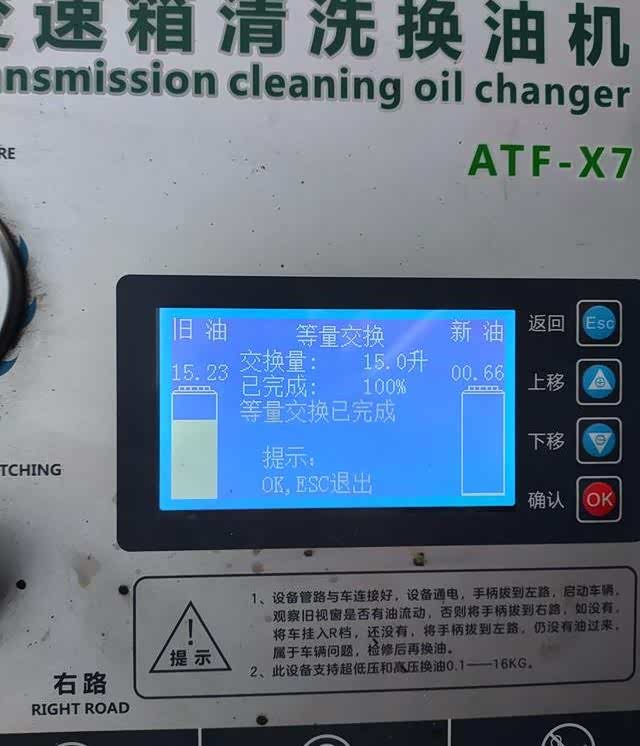 速箱清洗换油机
nsmission cleaning oil changer
RE
ATF-X7
旧油 等量交换 新油
交换量： 15.0升
15.23 00.66
已完成： 100%
等量交换已完成
提示：
OK,ESC退出
返回 Esc
上移
下移
确认 OK
TCHING
1、设备管路与车连接好，设备通电，手柄拔到左路，启动车辆，
观察旧视窗是否有油流动，否则将手柄拔到右路，如没有，
将车挂入R档，还没有，将手柄拔到左路，仍没有油过来，
属于车辆问题，检修后再换油。
2、此设备支持超低压和高压换油0.1——16KG。
！
提示
右路
RIGHT ROAD